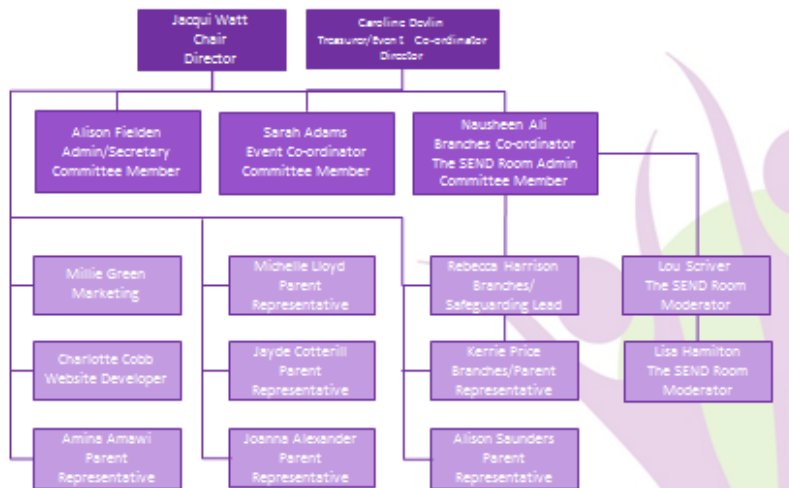 Jacqui Watt
Chair
Director
Caroline Devlin
Treasurer/Event Co-ordinator
Director
Alison Fielden
Admin/Secretary
Committee Member
Sarah Adams
Event Co-ordinator
Committee Member
Nausheen Ali
Branches Co-ordinator
The SEND Room Admin
Committee Member
Millie Green
Marketing
Michelle Lloyd
Parent
Representative
Rebecca Harrison
Branches/
Safeguarding Lead
Lou Scriver
The SEND Room
Moderator
Charlotte Cobb
Website Developer
Jayde Cotterill
Parent
Representative
Kerrie Price
Branches/Parent
Representative
Lisa Hamilton
The SEND Room
Moderator
Amina Amawi
Parent
Representative
Joanna Alexander
Parent
Representative
Alison Saunders
Parent
Representative